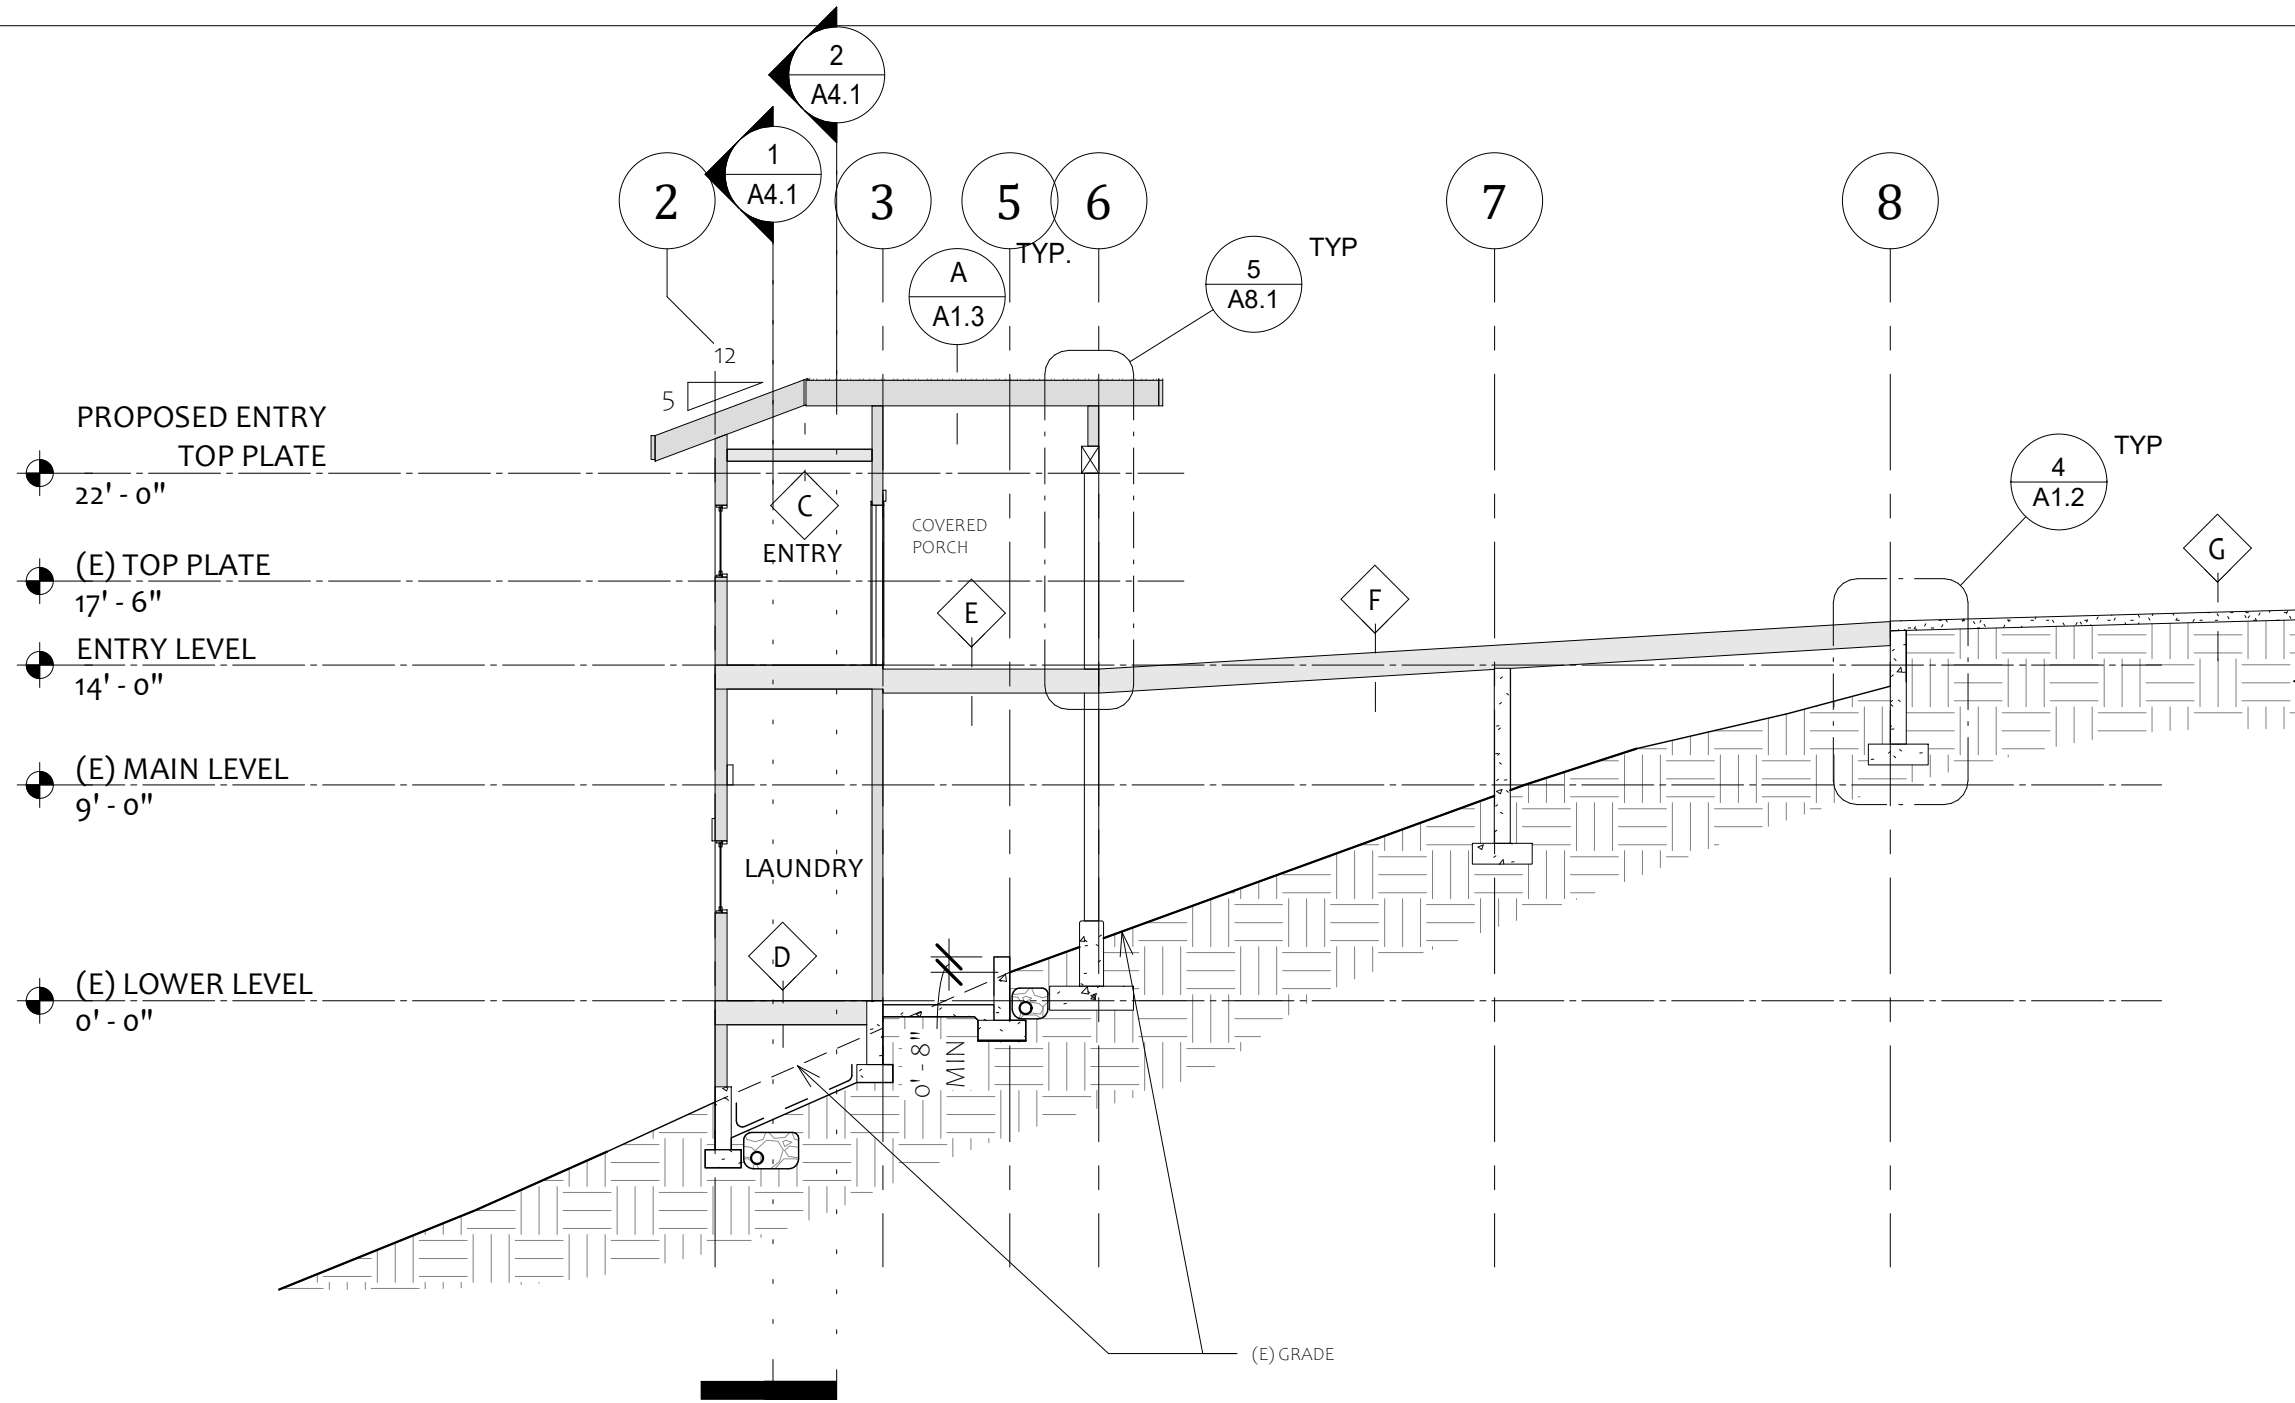 2
A4.1
1
A4.1
2
3
5
6
7
8
TYP.
A
A1.3
5
A8.1
TYP
12
5
PROPOSED ENTRY
TOP PLATE
22' - 0"
C
ENTRY
COVERED
PORCH
4
A1.2
TYP
G
(E) TOP PLATE
17' - 6"
E
F
ENTRY LEVEL
14' - 0"
(E) MAIN LEVEL
9' - 0"
LAUNDRY
D
(E) LOWER LEVEL
0' - 0"
0' - 8"
MIN
(E) GRADE